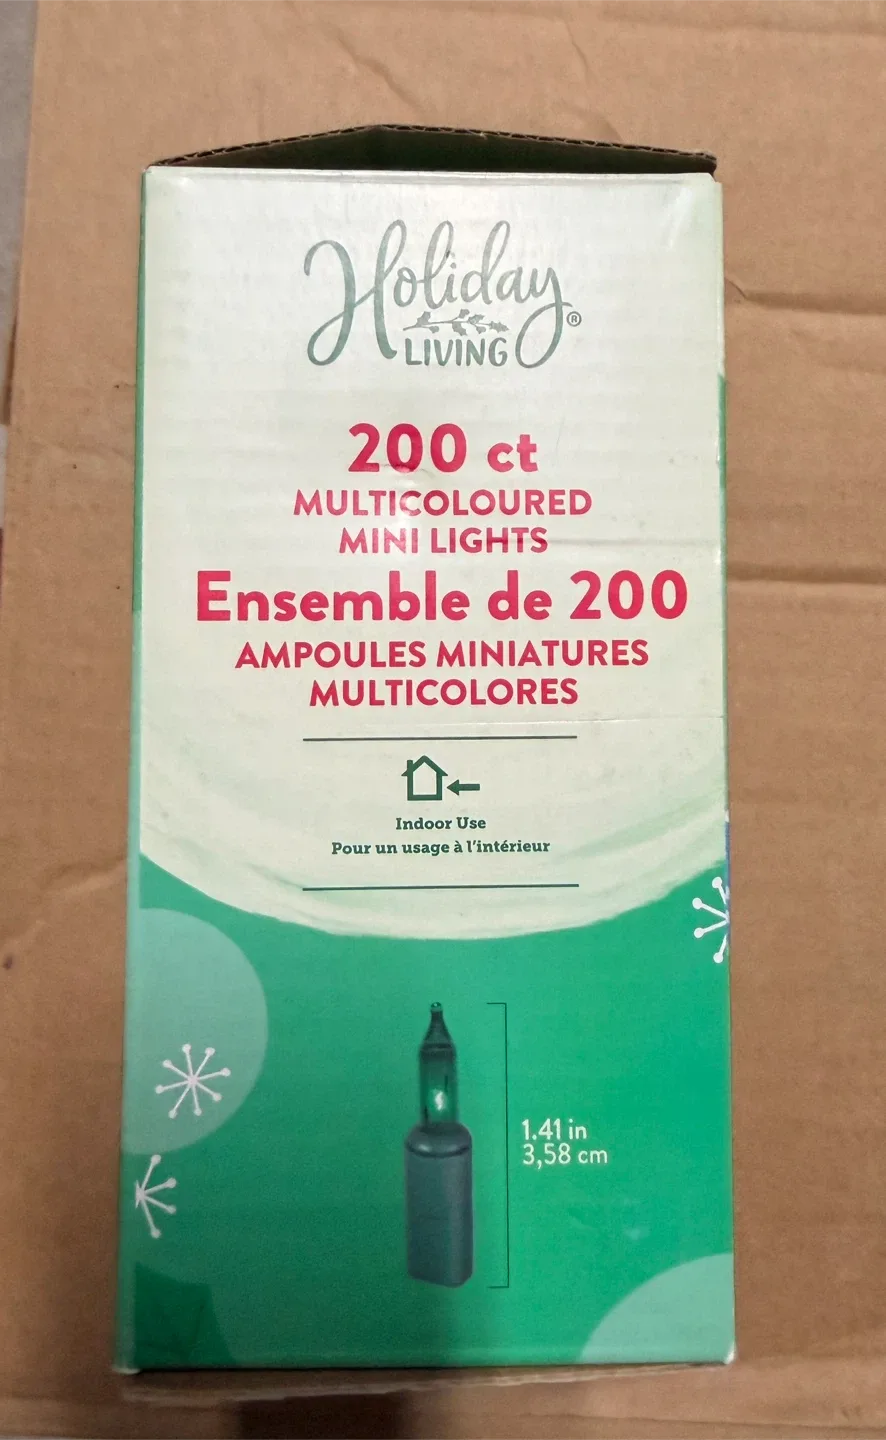 Holiday
LIVING®
200 ct
MULTICOLOURED
MINI LIGHTS
Ensemble de 200
AMPOULES MINIATURES
MULTICOLORES
Indoor Use
Pour un usage à l'intérieur
1.41 in
3,58 cm